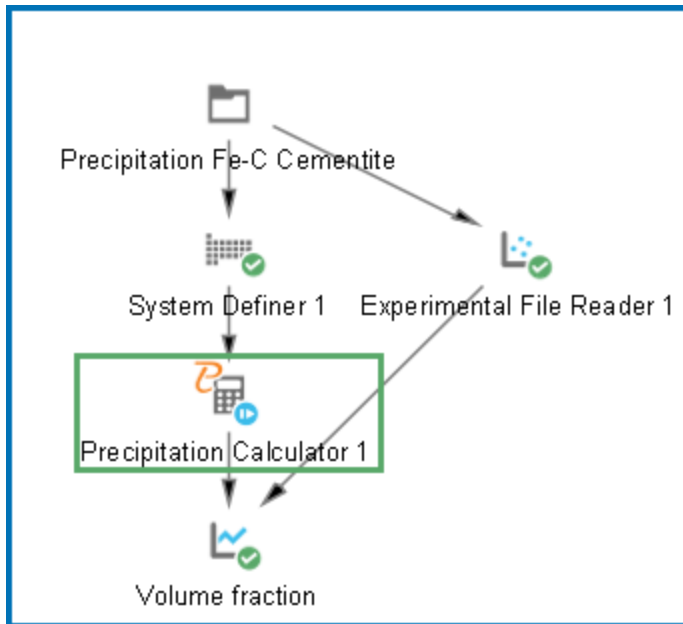 Precipitation Fe-C Cementite
System Definer 1
Experimental File Reader 1
Precipitation Calculator 1
Volume fraction